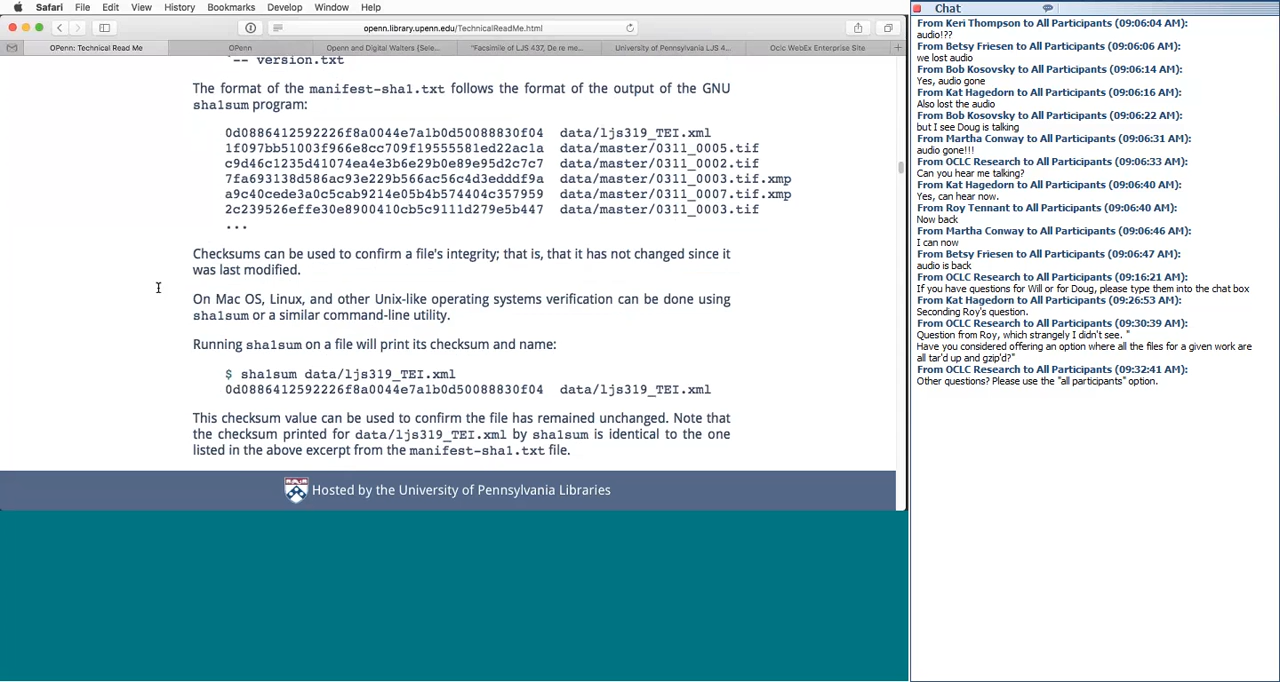 Safari File Edit View History Bookmarks Develop Window Help
openn.library.upenn.edu/TechnicalReadMe.html
OPenn: Technical Read Me OPenn Openn and Digital Walters (Sele... "Facsimile of LJS 437, De re me... University of Pennsylvania LJS 4... Oclc WebEx Enterprise Site
`-- version.txt
The format of the manifest-sha1.txt follows the format of the output of the GNU
sha1sum program:
0d0886412592226f8a0044e7a1b0d50088830f04 data/ljs319_TEI.xml
1f097bb51003f966e8cc709f19555581ed22ac1a data/master/0311_0005.tif
c9d46c1235d41074ea4e3b6e29b0e89e95d2c7c7 data/master/0311_0002.tif
7fa693138d586ac93e229b566ac56c4d3edddf9a data/master/0311_0003.tif.xmp
a9c40cede3a0c5cab9214e05b4b574404c357959 data/master/0311_0007.tif.xmp
2c239526effe30e8900410cb5c9111d279e5b447 data/master/0311_0003.tif
...
Checksums can be used to confirm a file's integrity; that is, that it has not changed since it
was last modified.
On Mac OS, Linux, and other Unix-like operating systems verification can be done using
sha1sum or a similar command-line utility.
Running sha1sum on a file will print its checksum and name:
$ sha1sum data/ljs319_TEI.xml
0d0886412592226f8a0044e7a1b0d50088830f04 data/ljs319_TEI.xml
This checksum value can be used to confirm the file has remained unchanged. Note that
the checksum printed for data/ljs319_TEI.xml by sha1sum is identical to the one
listed in the above excerpt from the manifest-sha1.txt file.
Hosted by the University of Pennsylvania Libraries
Chat
From Keri Thompson to All Participants (09:06:04 AM):
audio!??
From Betsy Friesen to All Participants (09:06:06 AM):
we lost audio
From Bob Kosovsky to All Participants (09:06:14 AM):
Yes, audio gone
From Kat Hagedorn to All Participants (09:06:16 AM):
Also lost the audio
From Bob Kosovsky to All Participants (09:06:22 AM):
but I see Doug is talking
From Martha Conway to All Participants (09:06:31 AM):
audio gone!!!
From OCLC Research to All Participants (09:06:33 AM):
Can you hear me talking?
From Kat Hagedorn to All Participants (09:06:40 AM):
Yes, can hear now.
From Roy Tennant to All Participants (09:06:40 AM):
Now back
From Martha Conway to All Participants (09:06:46 AM):
I can now
From Betsy Friesen to All Participants (09:06:47 AM):
audio is back
From OCLC Research to All Participants (09:16:21 AM):
If you have questions for Will or for Doug, please type them into the chat box
From Kat Hagedorn to All Participants (09:26:53 AM):
Seconding Roy's question.
From OCLC Research to All Participants (09:30:39 AM):
Question from Roy, which strangely I didn't see. "
Have you considered offering an option where all the files for a given work are
all tar'd up and gzip'd?"
From OCLC Research to All Participants (09:32:41 AM):
Other questions? Please use the "all participants" option.